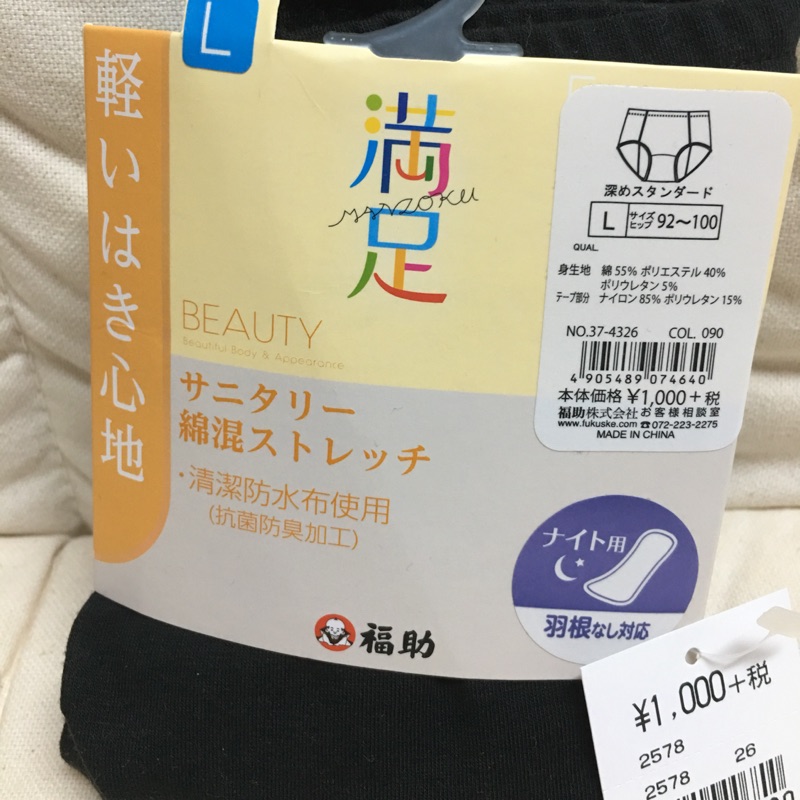 L
軽いはき心地
満足
MANZOKU
BEAUTY
Beautiful Body & Appearance
サニタリー
綿混ストレッチ
・清潔防水布使用
(抗菌防臭加工)
福助
深めスタンダード
L サイズ ヒップ 92〜100
QUAL.
身生地 綿 55% ポリエステル 40%
ポリウレタン 5%
テープ部分 ナイロン 85% ポリウレタン 15%
NO.37-4326 COL. 090
4 905489 074640
本体価格 ¥1,000+税
福助株式会社お客様相談室
www.fukuske.com ☎072-223-2275
MADE IN CHINA
ナイト用
羽根なし対応
¥1,000+税
2578
2578 26